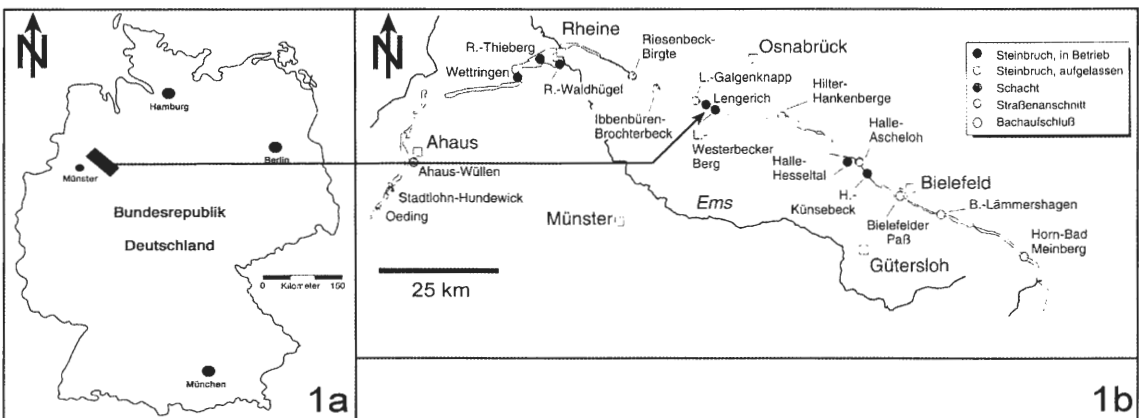 N
Hamburg
Berlin
Münster
Bundesrepublik
Deutschland
0 Kilometer 150
München
1a
N
Rheine
R.-Thieberg
Wettringen
R.-Waldhügel
Riesenbeck-
Birgte
Osnabrück
L.-Galgenknapp
Lengerich
Ibbenbüren-
Brochterbeck
L.-
Westerbecker
Berg
Hilter-
Hankenberge
Halle-
Ascheloh
Halle-
Hesseltal
H.-
Künsebeck
Bielefeld
Bielefelder
Paß
B.-Lämmershagen
Horn-Bad
Meinberg
Ahaus
Ahaus-Wüllen
Stadtlohn-Hundewick
Oeding
Münster
Ems
Gütersloh
25 km
Steinbruch, in Betrieb
Steinbruch, aufgelassen
Schacht
Straßenanschnitt
Bachaufschluß
1b